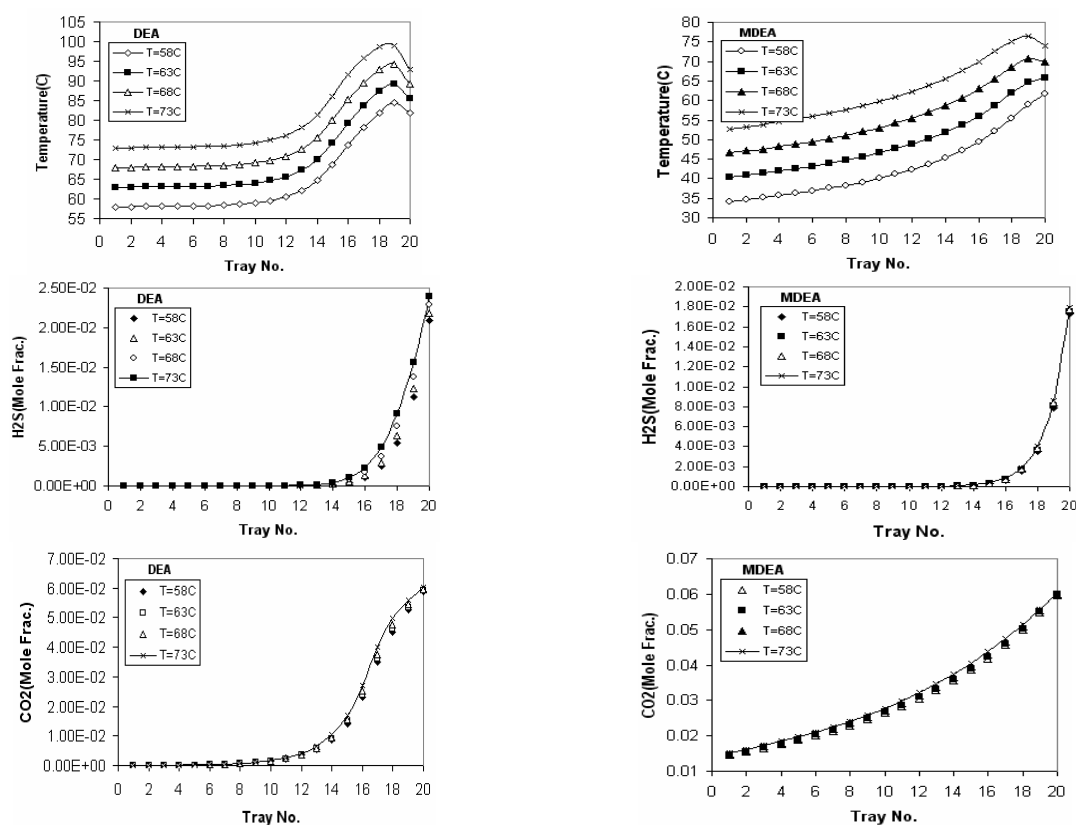 DEA
T=58C
T=63C
T=68C
T=73C
Temperature(C)
105
100
95
90
85
80
75
70
65
60
55
0 2 4 6 8 10 12 14 16 18 20
Tray No.
MDEA
T=58C
T=63C
T=68C
T=73C
Temperature(C)
80
75
70
65
60
55
50
45
40
35
30
0 2 4 6 8 10 12 14 16 18 20
Tray No.
DEA
T=58C
T=63C
T=68C
T=73C
H2S(Mole Frac.)
2.50E-02
2.00E-02
1.50E-02
1.00E-02
5.00E-03
0.00E+00
0 2 4 6 8 10 12 14 16 18 20
Tray No.
MDEA
T=58C
T=63C
T=68C
T=73C
H2S(Mole Frac.)
2.00E-02
1.80E-02
1.60E-02
1.40E-02
1.20E-02
1.00E-02
8.00E-03
6.00E-03
4.00E-03
2.00E-03
0.00E+00
0 2 4 6 8 10 12 14 16 18 20
Tray No.
DEA
T=58C
T=63C
T=68C
T=73C
CO2(Mole Frac.)
7.00E-02
6.00E-02
5.00E-02
4.00E-02
3.00E-02
2.00E-02
1.00E-02
0.00E+00
0 2 4 6 8 10 12 14 16 18 20
Tray No.
MDEA
T=58C
T=63C
T=68C
T=73C
CO2(Mole Frac.)
0.07
0.06
0.05
0.04
0.03
0.02
0.01
0 2 4 6 8 10 12 14 16 18 20
Tray No.